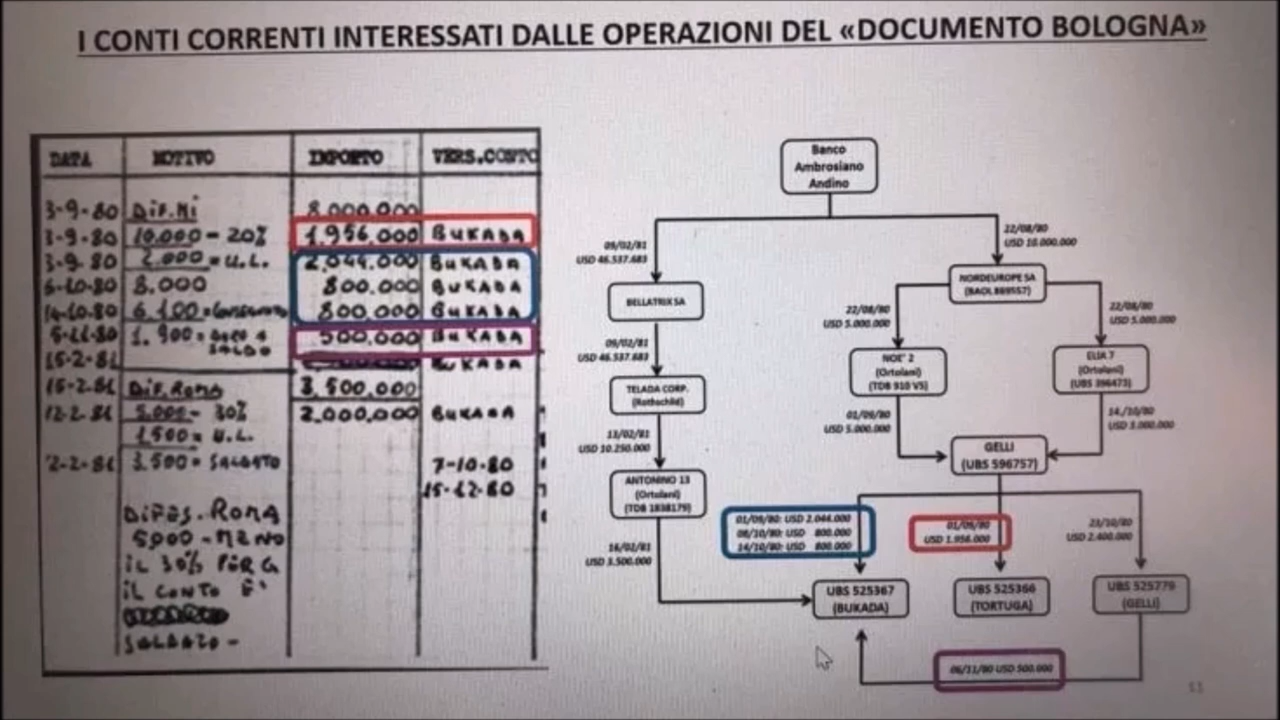 I CONTI CORRENTI INTERESSATI DALLE OPERAZIONI DEL «DOCUMENTO BOLOGNA»
DATA MOTIVO IMPORTO VERS.CONTO
3-9-80 DIF.MI 8.000.000
3-9-80 10.000 - 20% 1.956.000 BUKADA
3-9-80 2.000 = U.L. 2.044.000 BUKADA
6-10-80 8.000 800.000 BUKADA
14-10-80 6.100 = 800.000 BUKADA
5-11-80 1.900 = 500.000 BUKADA
SALDO
15-2-81 BUKADA
15-2-81 DIF.ROMA 3.500.000
12-2-81 5.000 - 30% 2.000.000 BUKADA
1500 = U.L.
2-2-81 3.500 = SALDATO 7-10-80
15-12-80
DIFES.ROMA
5000 - MENO
IL 30% PER G
IL CONTO E'
SALDATO -
Banco
Ambrosiano
Andino
09/02/81
USD 46.537.683
22/08/80
USD 10.000.000
BELLATRIX SA
NORDEUROPE SA
(BAOL 869557)
09/02/81
USD 46.537.683
22/08/80
USD 5.000.000
22/08/80
USD 5.000.000
TELADA CORP.
(Rothschild)
NOE' 2
(Ortolani)
(TDB 910 VS)
ELIA 7
(Ortolani)
(UBS 596473)
13/02/81
USD 10.250.000
01/09/80
USD 5.000.000
14./10/80
USD 3.000.000
ANTONINO 13
(Ortolani)
(TDB 1838179)
GELLI
(UBS 596757)
16/02/81
USD 3.500.000
01/09/80: USD 2.044.000
08/10/80: USD 800.000
14/10/80: USD 800.000
01/09/80
USD 1.956.000
23/10/80
USD 2.400.000
UBS 525367
(BUKADA)
UBS 525366
(TORTUGA)
UBS 525779
(GELLI)
06/11/80 USD 500.000
11